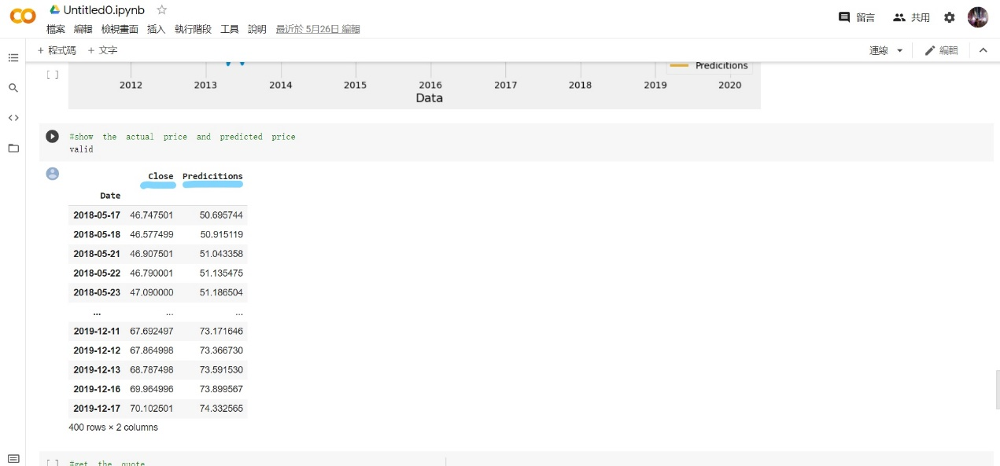 Untitled0.ipynb
留言 共用
檔案 編輯 檢視畫面 插入 執行階段 工具 說明 最近於 5月26日 編輯
+ 程式碼 + 文字
連線 編輯
[ ]
Predicitions
2012 2013 2014 2015 2016 2017 2018 2019 2020
Data
#show the actual price and predicted price
valid
Close Predicitions
Date
2018-05-17 46.747501 50.695744
2018-05-18 46.577499 50.915119
2018-05-21 46.907501 51.043358
2018-05-22 46.790001 51.135475
2018-05-23 47.090000 51.186504
... ... ...
2019-12-11 67.692497 73.171646
2019-12-12 67.864998 73.366730
2019-12-13 68.787498 73.591530
2019-12-16 69.964996 73.899567
2019-12-17 70.102501 74.332565
400 rows × 2 columns
[ ] #get the quote